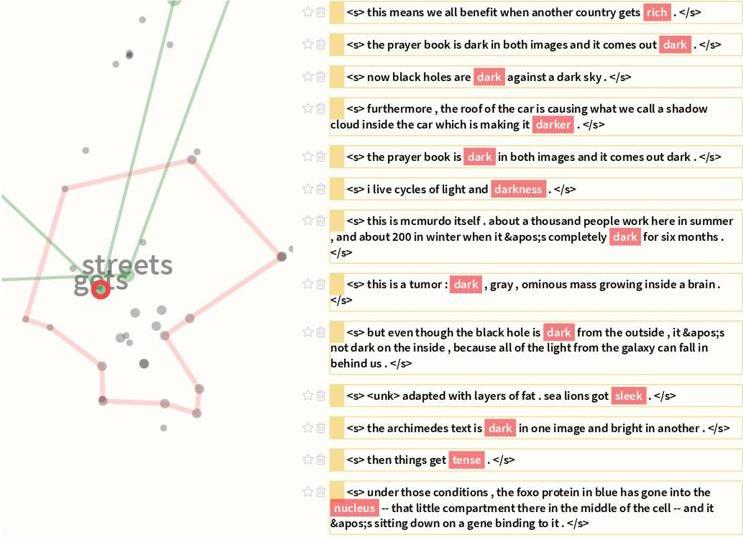 streets
gets
<s> this means we all benefit when another country gets rich . </s>
<s> the prayer book is dark in both images and it comes out dark . </s>
<s> now black holes are dark against a dark sky . </s>
<s> furthermore , the roof of the car is causing what we call a shadow
cloud inside the car which is making it darker . </s>
<s> the prayer book is dark in both images and it comes out dark . </s>
<s> i live cycles of light and darkness . </s>
<s> this is mcmurdo itself . about a thousand people work here in summer
, and about 200 in winter when it &apos;s completely dark for six months .
</s>
<s> this is a tumor : dark , gray , ominous mass growing inside a brain .
</s>
<s> but even though the black hole is dark from the outside , it &apos;s
not dark on the inside , because all of the light from the galaxy can fall in
behind us . </s>
<s> <unk> adapted with layers of fat . sea lions got sleek . </s>
<s> the archimedes text is dark in one image and bright in another . </s>
<s> then things get tense . </s>
<s> under those conditions , the foxo protein in blue has gone into the
nucleus -- that little compartment there in the middle of the cell -- and it
&apos;s sitting down on a gene binding to it . </s>